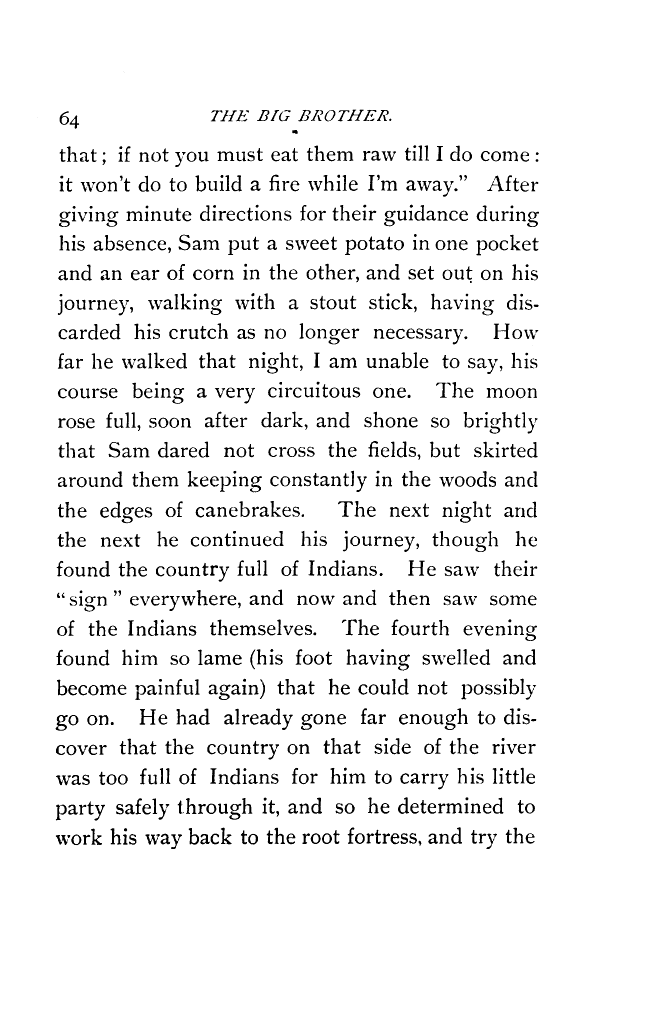 64 THE BIG BROTHER.
that; if not you must eat them raw till I do come:
it won't do to build a fire while I'm away.” After
giving minute directions for their guidance during
his absence, Sam put a sweet potato in one pocket
and an ear of corn in the other, and set out on his
journey, walking with a stout stick, having dis-
carded his crutch as no longer necessary. How
far he walked that night, I am unable to say, his
course being a very circuitous one. The moon
rose full, soon after dark, and shone so brightly
that Sam dared not cross the fields, but skirted
around them keeping constantly in the woods and
the edges of canebrakes. The next night and
the next he continued his journey, though he
found the country full of Indians. He saw their
“sign” everywhere, and now and then saw some
of the Indians themselves. The fourth evening
found him so lame (his foot having swelled and
become painful again) that he could not possibly
go on. He had already gone far enough to dis-
cover that the country on that side of the river
was too full of Indians for him to carry his little
party safely through it, and so he determined to
work his way back to the root fortress, and try the